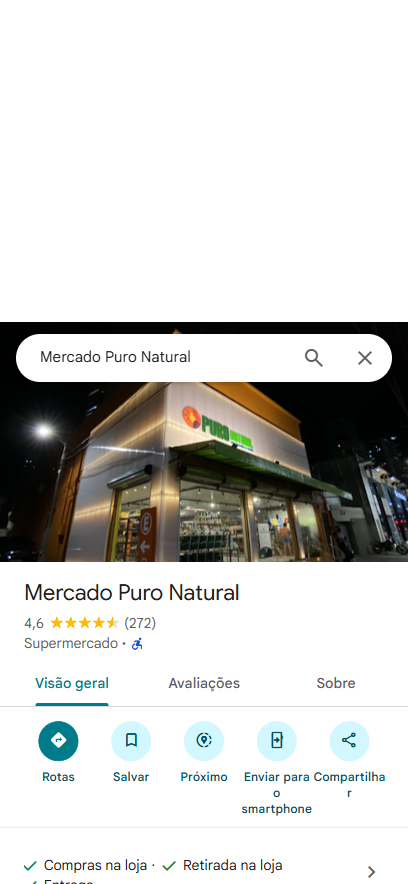 Mercado Puro Natural
PURO
NATURAL
E
Mercado Puro Natural
4,6 (272)
Supermercado ·
Visão geral Avaliações Sobre
Rotas Salvar Próximo Enviar para o smartphone Compartilhar
Compras na loja · Retirada na loja
Entrega